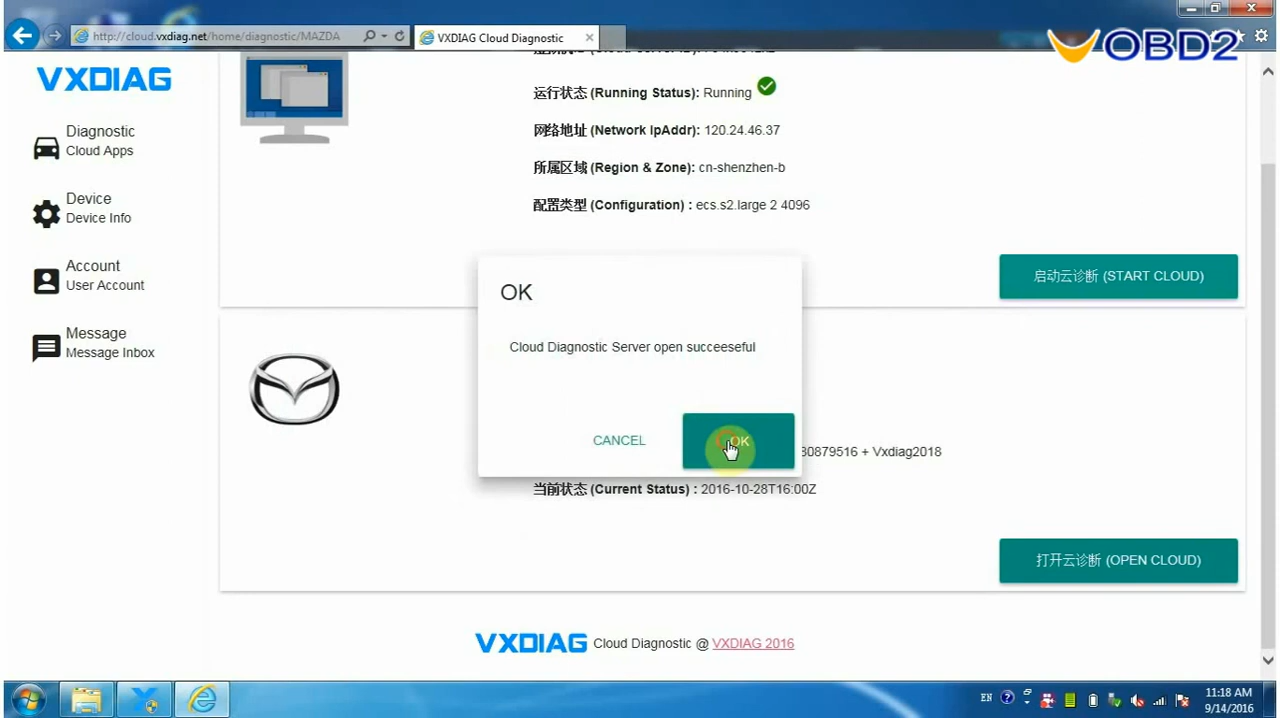 http://cloud.vxdiag.net/home/diagnostic/MAZDA
VXDIAG Cloud Diagnostic
OBD2
VXDIAG
Diagnostic
Cloud Apps
Device
Device Info
Account
User Account
Message
Message Inbox
运行状态 (Running Status): Running
网络地址 (Network IpAddr): 120.24.46.37
所属区域 (Region & Zone): cn-shenzhen-b
配置类型 (Configuration) : ecs.s2.large 2 4096
启动云诊断 (START CLOUD)
OK
Cloud Diagnostic Server open succeeseful
CANCEL
OK
80879516 + Vxdiag2018
当前状态 (Current Status) : 2016-10-28T16:00Z
打开云诊断 (OPEN CLOUD)
VXDIAG Cloud Diagnostic @ VXDIAG 2016
EN
11:18 AM
9/14/2016